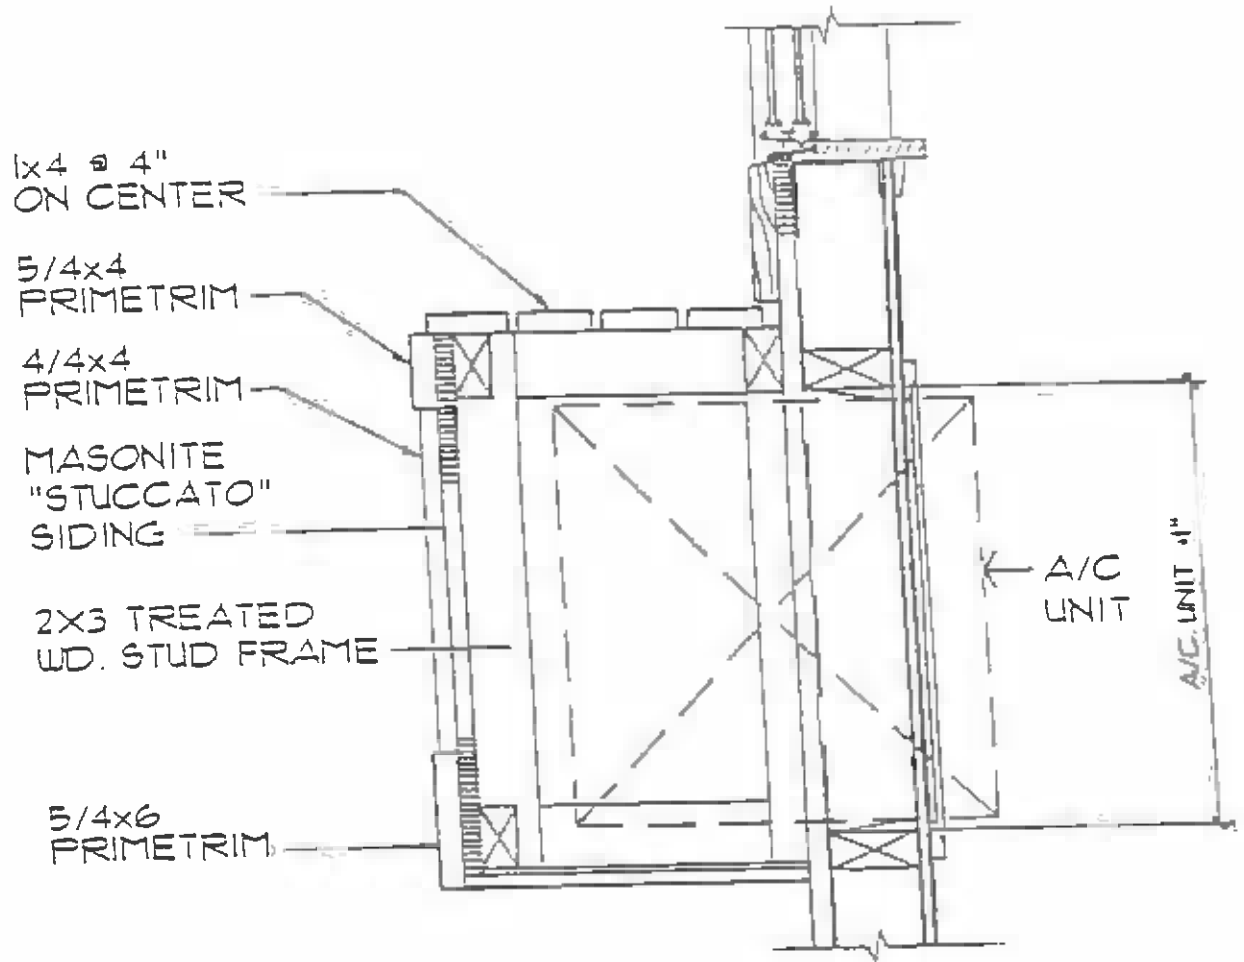 1x4 @ 4"
ON CENTER
5/4x4
PRIMETRIM
4/4x4
PRIMETRIM
MASONITE
"STUCCATO"
SIDING
2X3 TREATED
WD. STUD FRAME
5/4x6
PRIMETRIM
A/C
UNIT
A/C. UNIT